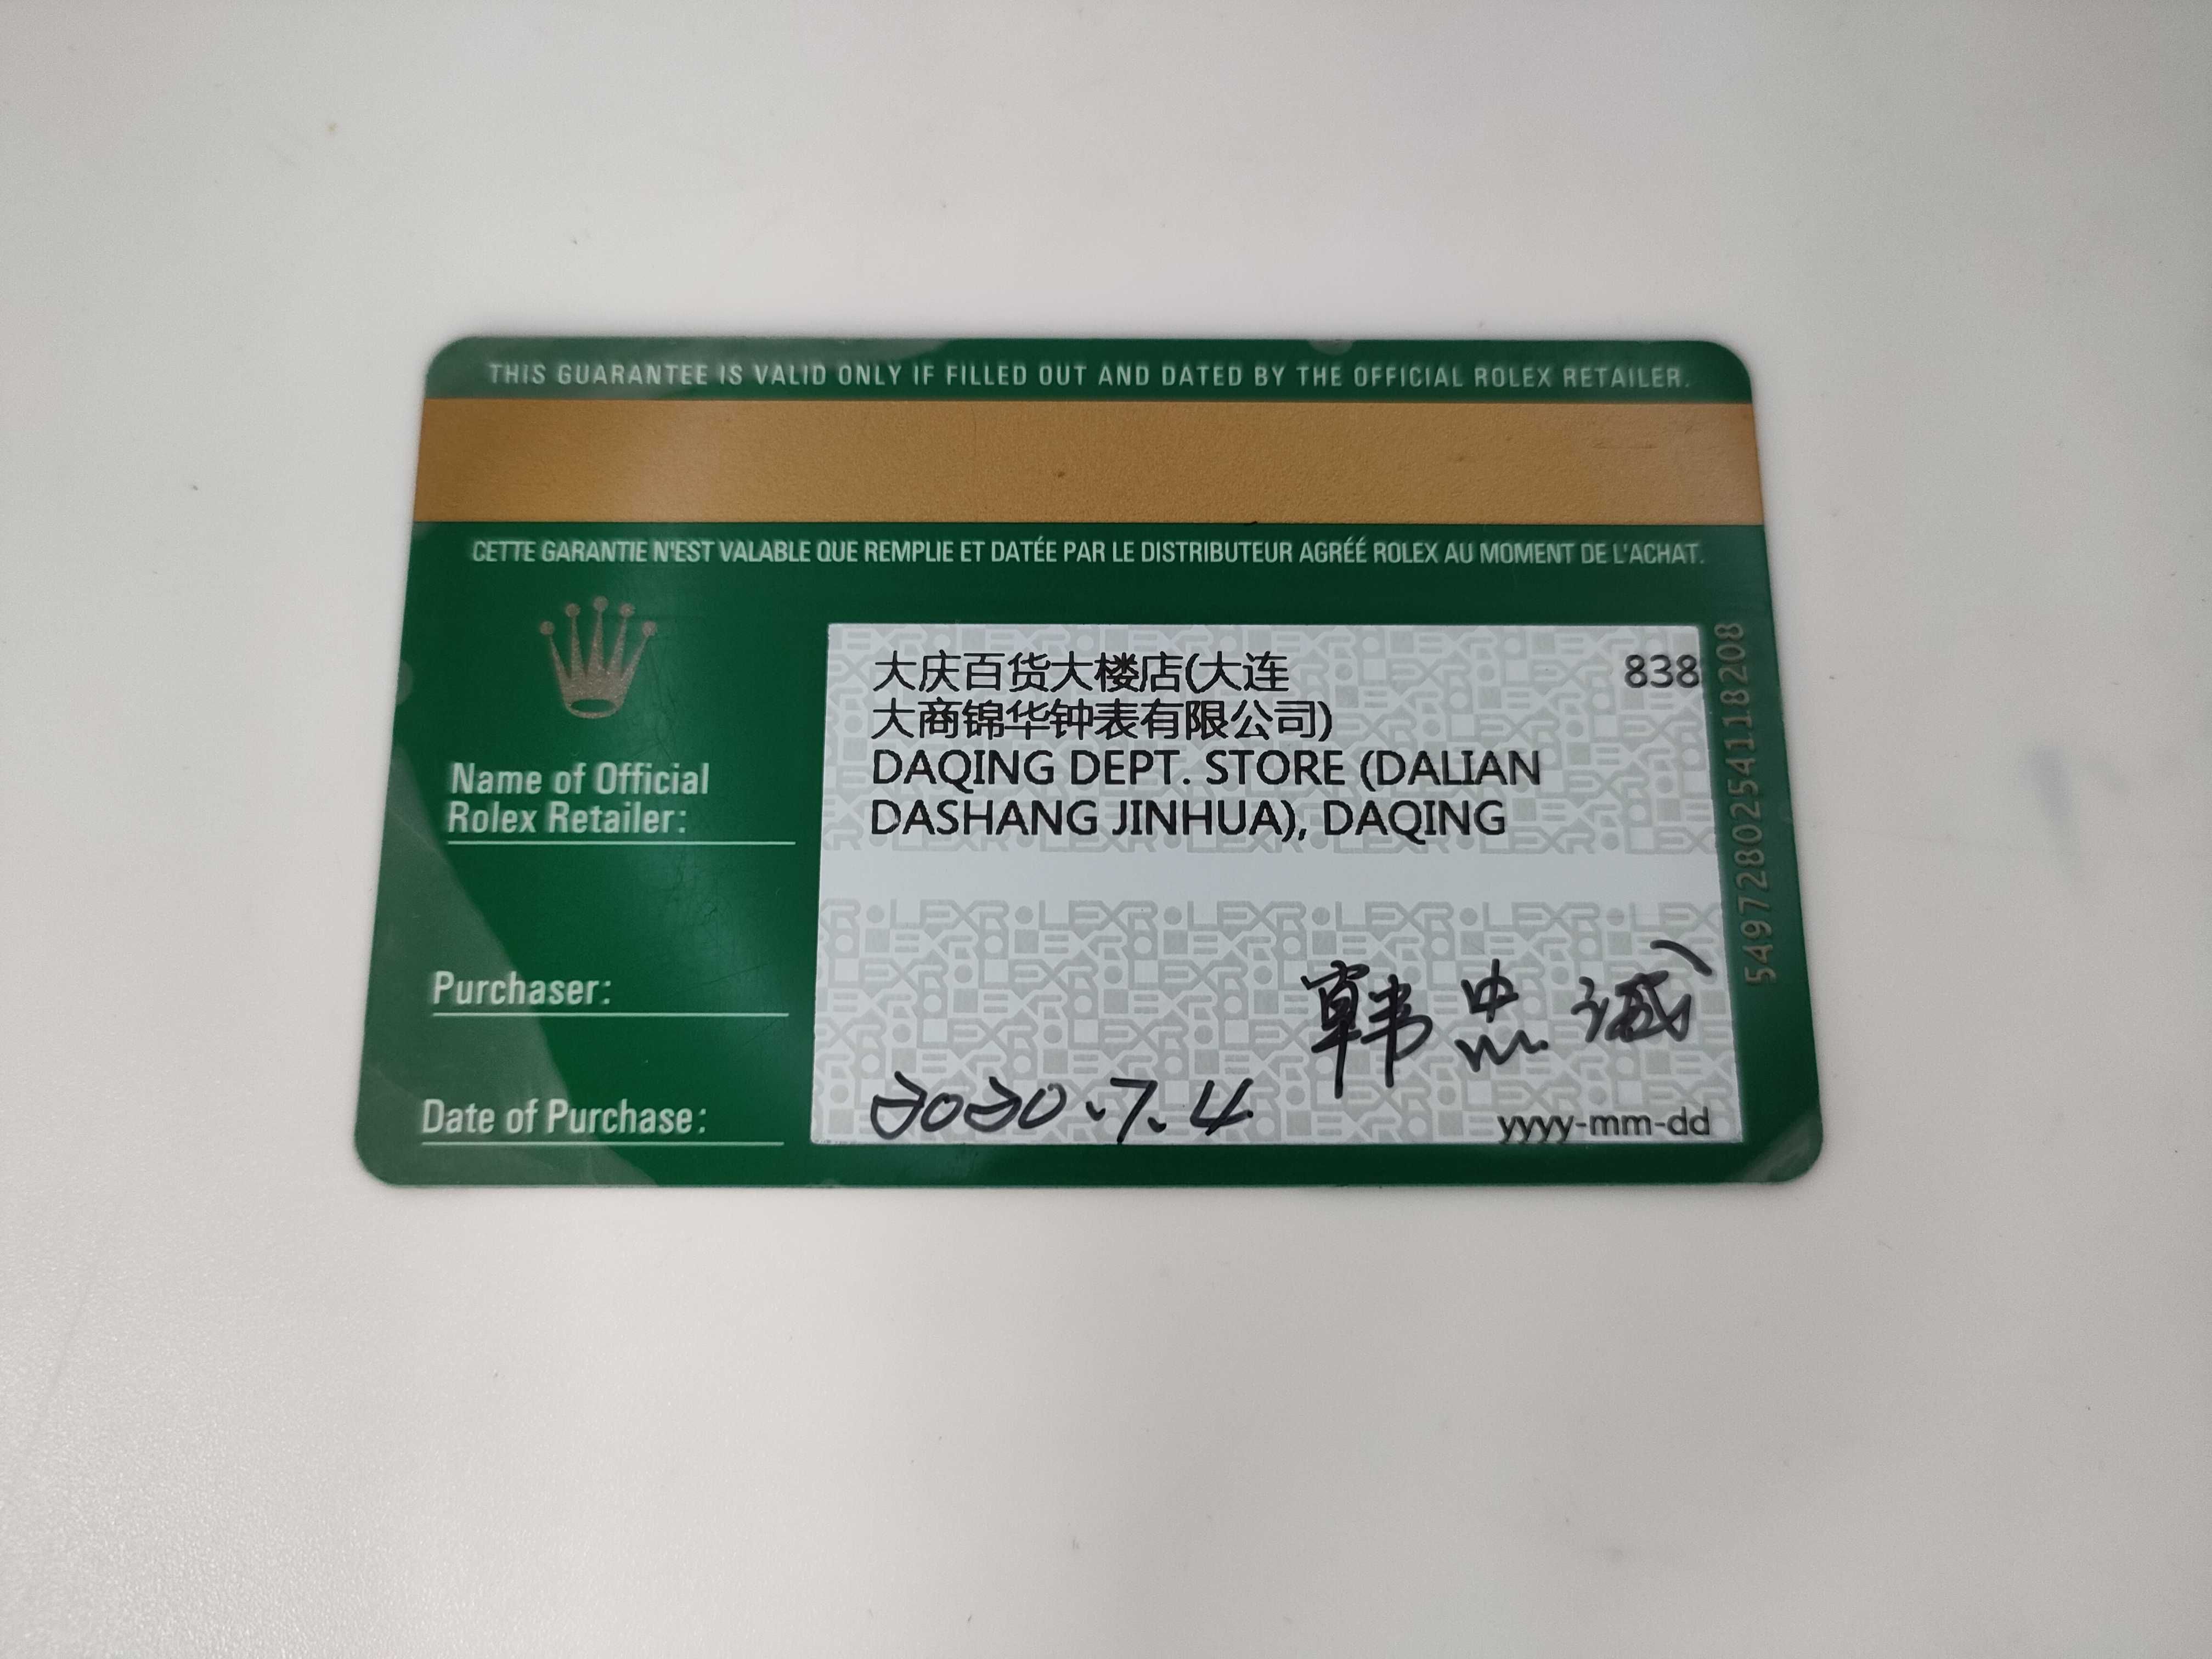 THIS GUARANTEE IS VALID ONLY IF FILLED OUT AND DATED BY THE OFFICIAL ROLEX RETAILER.
CETTE GARANTIE N'EST VALABLE QUE REMPLIE ET DATÉE PAR LE DISTRIBUTEUR AGRÉÉ ROLEX AU MOMENT DE L'ACHAT.
Name of Official
Rolex Retailer:
大庆百货大楼店(大连 838
大商锦华钟表有限公司)
DAQING DEPT. STORE (DALIAN
DASHANG JINHUA), DAQING
Purchaser:
韩忠诚
Date of Purchase:
2020.7.4
yyyy-mm-dd
5497280254118208